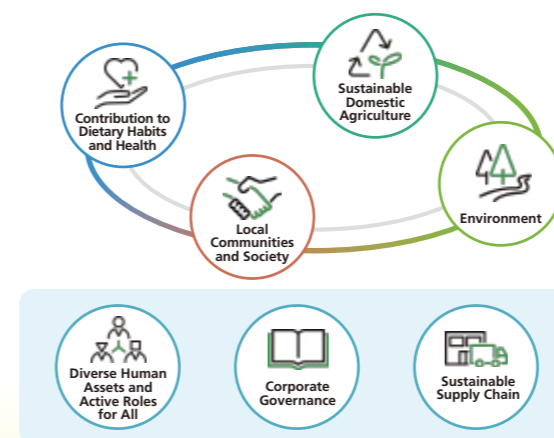 Contribution to
Dietary Habits
and Health
Sustainable
Domestic
Agriculture
Local
Communities
and Society
Environment
Diverse Human
Assets and
Active Roles
for All
Corporate
Governance
Sustainable
Supply Chain